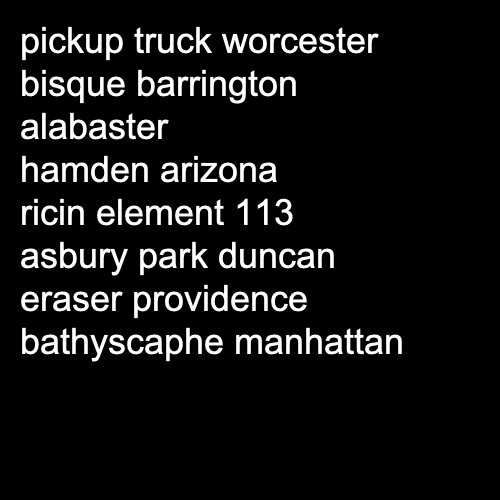 pickup truck worcester
bisque barrington
alabaster
hamden arizona
ricin element 113
asbury park duncan
eraser providence
bathyscaphe manhattan